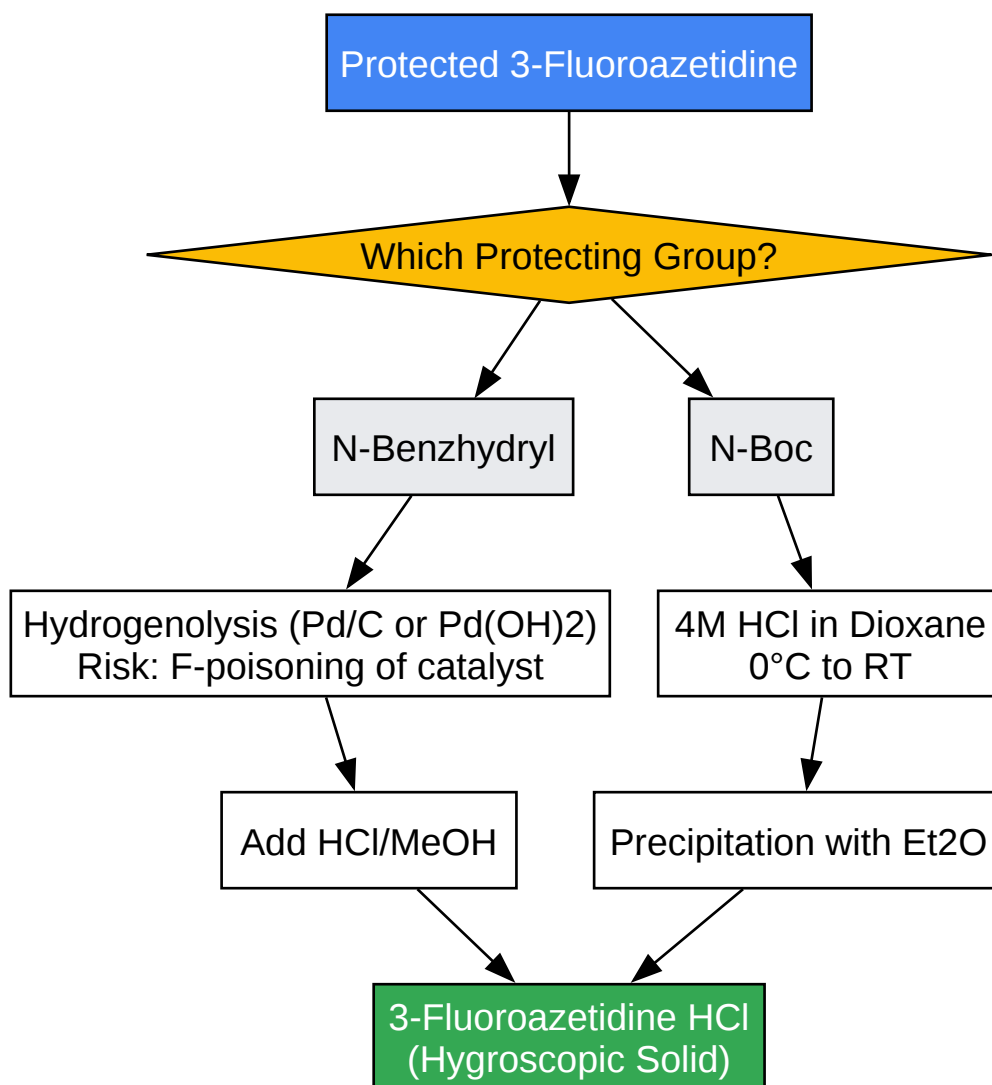 Protected 3-Fluoroazetidine
Which Protecting Group?
N-Benzhydryl
N-Boc
Hydrogenolysis (Pd/C or Pd(OH)2)
Risk: F-poisoning of catalyst
4M HCl in Dioxane
0°C to RT
Add HCl/MeOH
Precipitation with Et2O
3-Fluoroazetidine HCl
(Hygroscopic Solid)